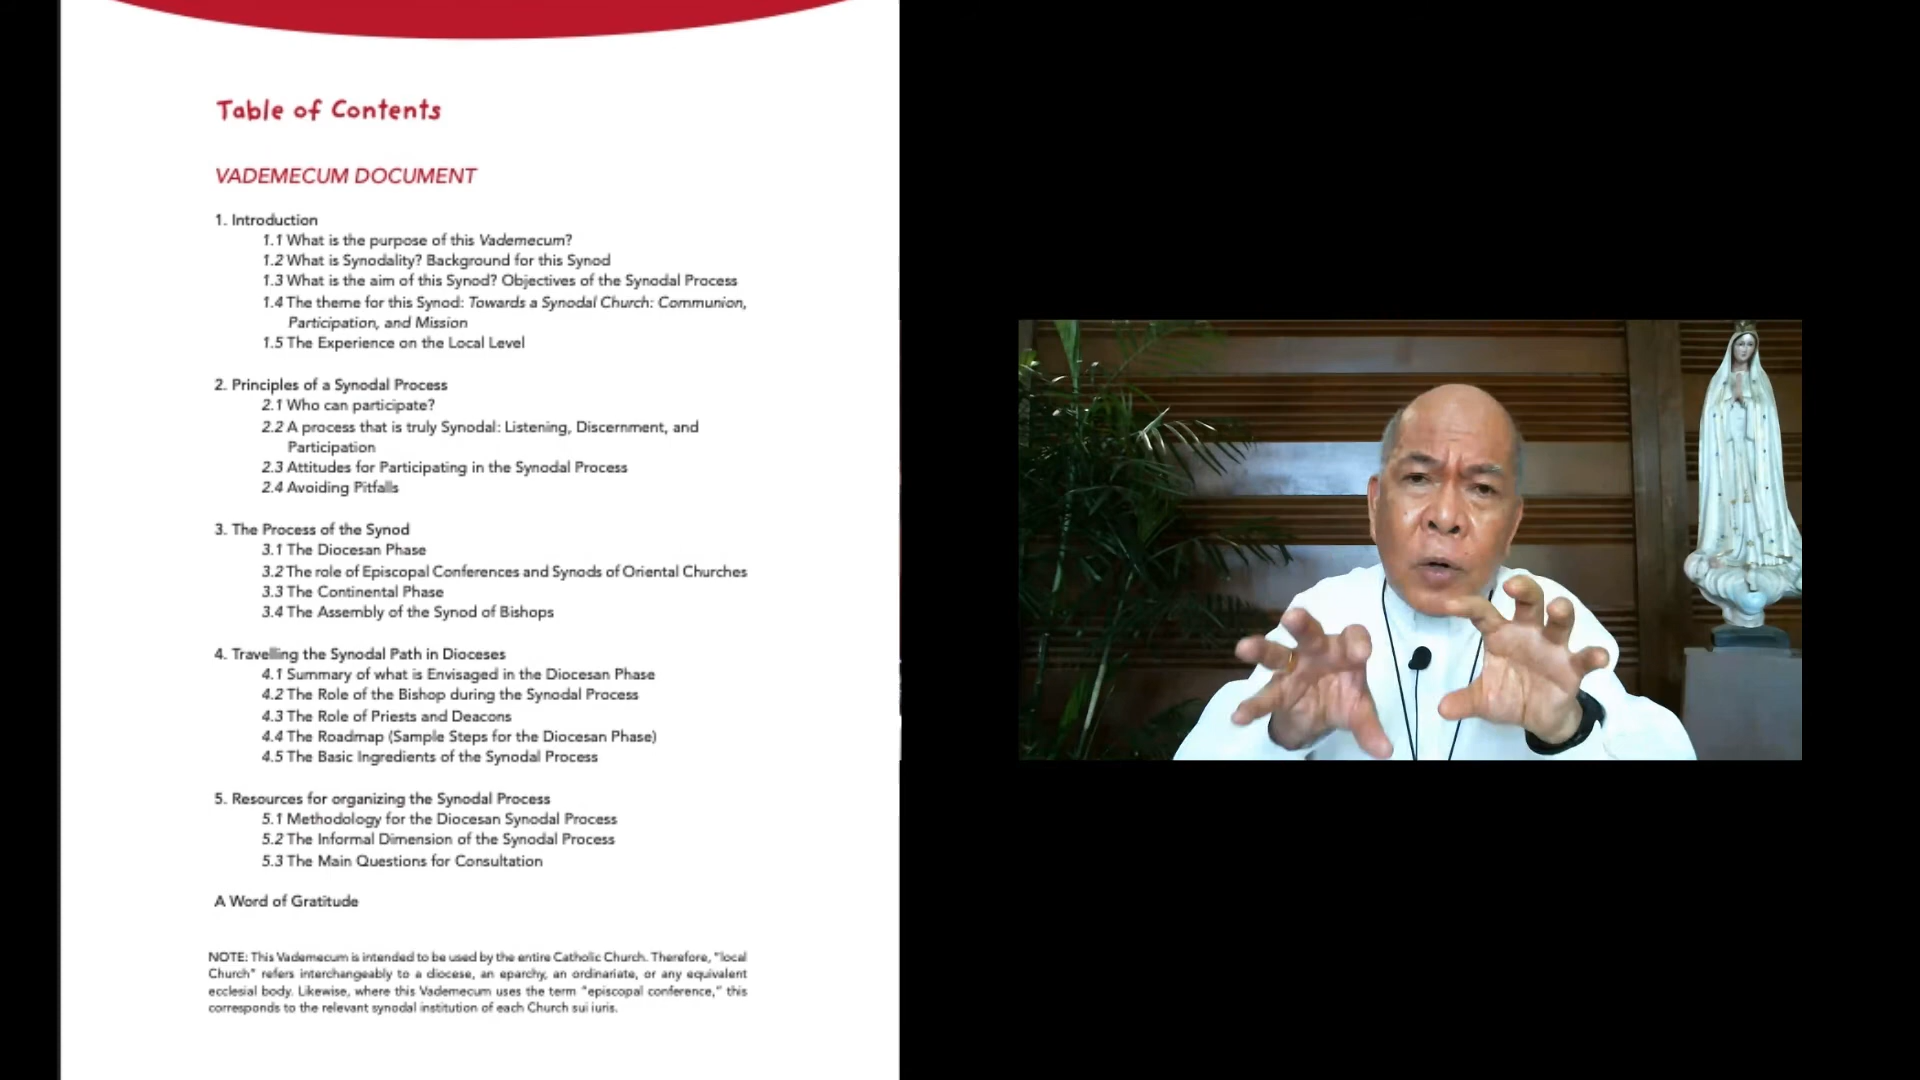 Table of Contents
VADEMECUM DOCUMENT
1. Introduction
1.1 What is the purpose of this Vademecum?
1.2 What is Synodality? Background for this Synod
1.3 What is the aim of this Synod? Objectives of the Synodal Process
1.4 The theme for this Synod: Towards a Synodal Church: Communion,
Participation, and Mission
1.5 The Experience on the Local Level
2. Principles of a Synodal Process
2.1 Who can participate?
2.2 A process that is truly Synodal: Listening, Discernment, and
Participation
2.3 Attitudes for Participating in the Synodal Process
2.4 Avoiding Pitfalls
3. The Process of the Synod
3.1 The Diocesan Phase
3.2 The role of Episcopal Conferences and Synods of Oriental Churches
3.3 The Continental Phase
3.4 The Assembly of the Synod of Bishops
4. Travelling the Synodal Path in Dioceses
4.1 Summary of what is Envisaged in the Diocesan Phase
4.2 The Role of the Bishop during the Synodal Process
4.3 The Role of Priests and Deacons
4.4 The Roadmap (Sample Steps for the Diocesan Phase)
4.5 The Basic Ingredients of the Synodal Process
5. Resources for organizing the Synodal Process
5.1 Methodology for the Diocesan Synodal Process
5.2 The Informal Dimension of the Synodal Process
5.3 The Main Questions for Consultation
A Word of Gratitude
NOTE: This Vademecum is intended to be used by the entire Catholic Church. Therefore, "local
Church" refers interchangeably to a diocese, an eparchy, an ordinariate, or any equivalent
ecclesial body. Likewise, where this Vademecum uses the term "episcopal conference," this
corresponds to the relevant synodal institution of each Church sui iuris.